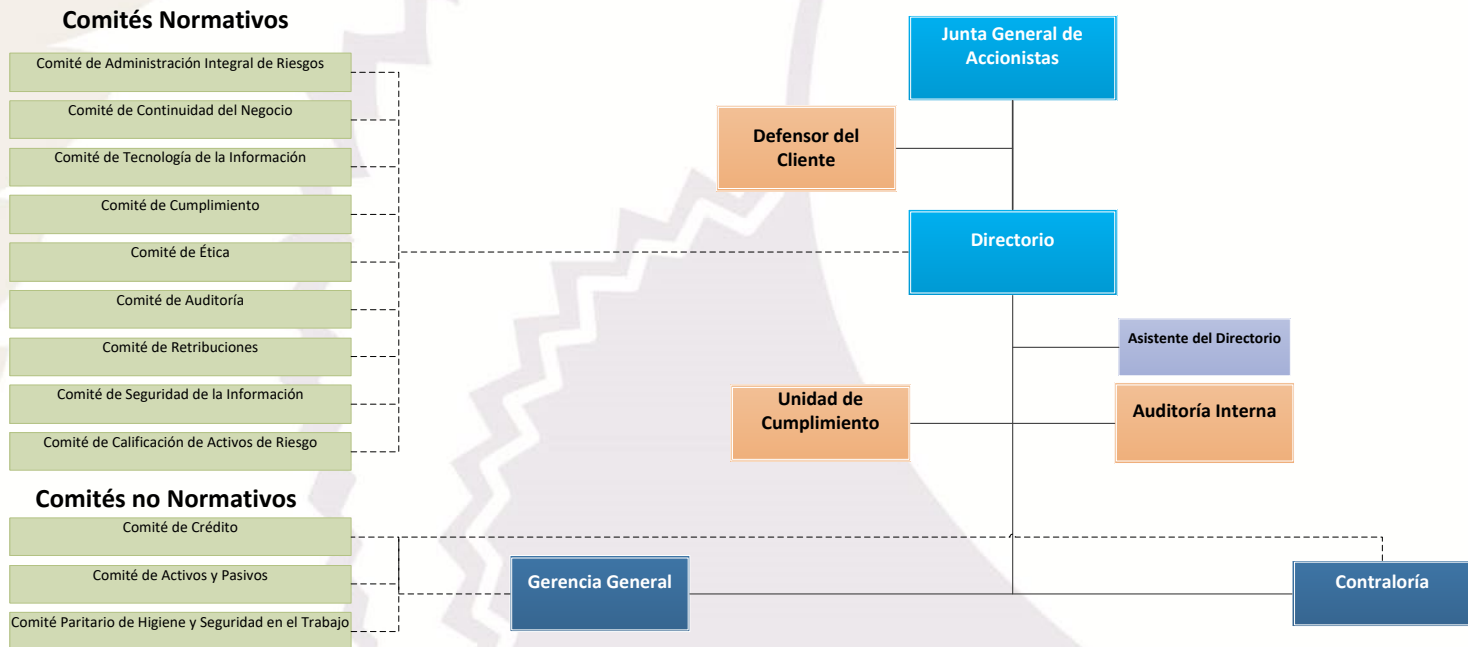 Comités Normativos
Comité de Administración Integral de Riesgos
Comité de Continuidad del Negocio
Comité de Tecnología de la Información
Comité de Cumplimiento
Comité de Ética
Comité de Auditoría
Comité de Retribuciones
Comité de Seguridad de la Información
Comité de Calificación de Activos de Riesgo
Comités no Normativos
Comité de Crédito
Comité de Activos y Pasivos
Comité Paritario de Higiene y Seguridad en el Trabajo
Junta General de
Accionistas
Defensor del
Cliente
Directorio
Asistente del Directorio
Unidad de
Cumplimiento
Auditoría Interna
Gerencia General
Contraloría